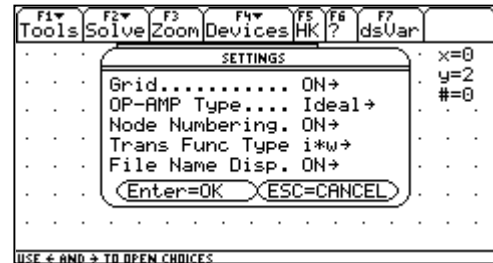 F1▼ F2▼ F3 F4▼ F5 F6 F7
Tools Solve Zoom Devices HK ? dsVar
SETTINGS
x=0
Grid........... ON→
y=2
OP-AMP Type.... Ideal→
#=0
Node Numbering. ON→
Trans Func Type i*w→
File Name Disp. ON→
Enter=OK ESC=CANCEL
USE ← AND → TO OPEN CHOICES